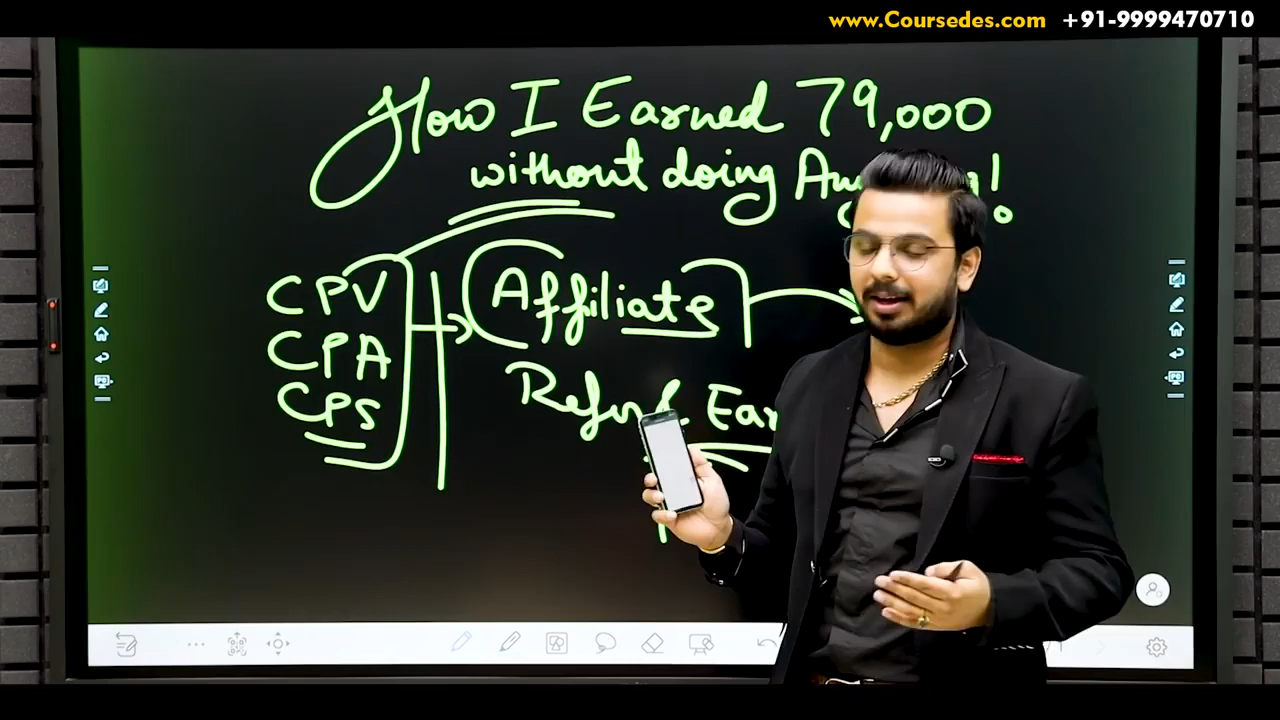 www.Coursedes.com +91-9999470710
How I Earned 79,000
without doing
CPV
Affiliate
CPA
CPS